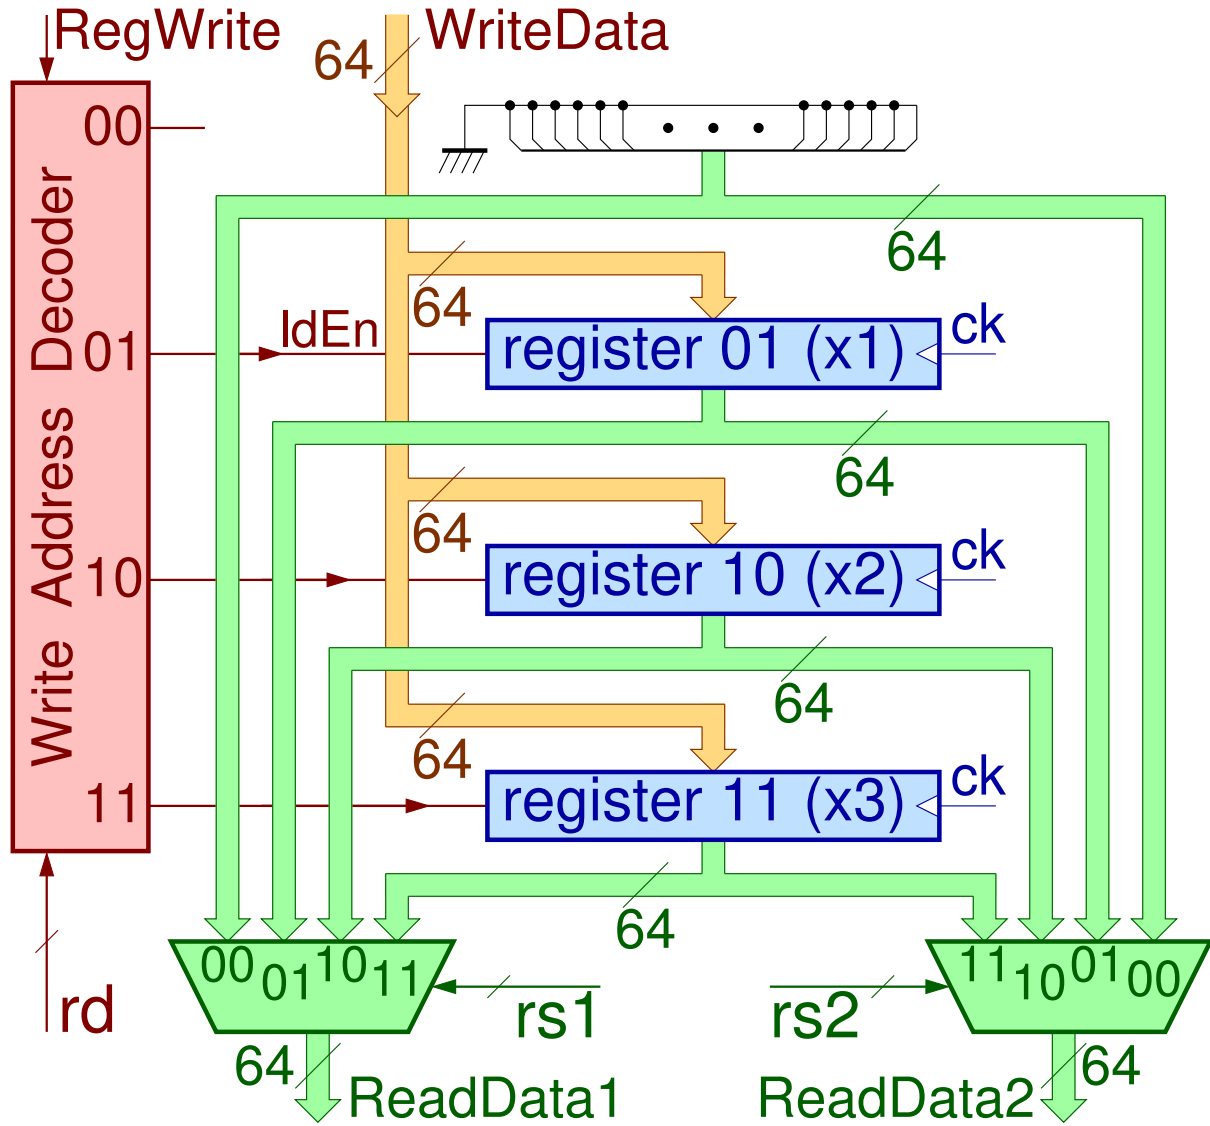 RegWrite
64
WriteData
00
Write Address Decoder
64
64
01
ldEn
register 01 (x1)
ck
64
64
10
register 10 (x2)
ck
64
64
11
register 11 (x3)
ck
64
00 01 10 11
11 10 01 00
rd
rs1
rs2
64
ReadData1
64
ReadData2